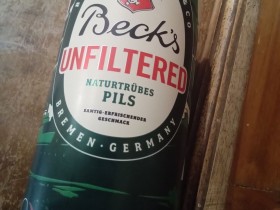 Beck's
UNFILTERED
NATURTRÜBES
PILS
SAMTIG-ERFRISCHENDER
GESCHMACK
BREMEN · GERMANY